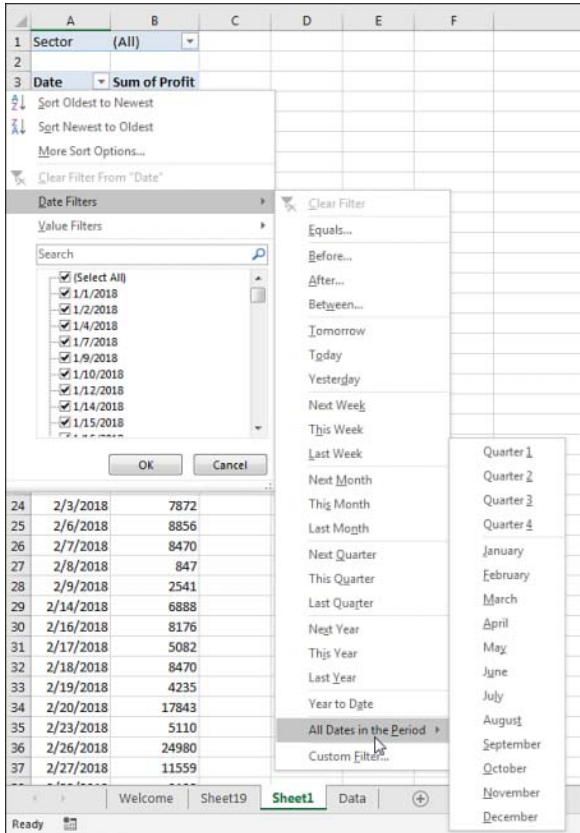 A B C D E F
1 Sector (All)
2
3 Date Sum of Profit
Sort Oldest to Newest
Sort Newest to Oldest
More Sort Options...
Clear Filter From "Date"
Date Filters
Value Filters
Search
(Select All)
1/1/2018
1/2/2018
1/4/2018
1/7/2018
1/9/2018
1/10/2018
1/12/2018
1/14/2018
1/15/2018
OK Cancel
Clear Filter
Equals...
Before...
After...
Between...
Tomorrow
Today
Yesterday
Next Week
This Week
Last Week
Next Month
This Month
Last Month
Next Quarter
This Quarter
Last Quarter
Next Year
This Year
Last Year
Year to Date
All Dates in the Period
Custom Filter...
Quarter 1
Quarter 2
Quarter 3
Quarter 4
January
February
March
April
May
June
July
August
September
October
November
December
24 2/3/2018 7872
25 2/6/2018 8856
26 2/7/2018 8470
27 2/8/2018 847
28 2/9/2018 2541
29 2/14/2018 6888
30 2/16/2018 8176
31 2/17/2018 5082
32 2/18/2018 8470
33 2/19/2018 4235
34 2/20/2018 17843
35 2/23/2018 5110
36 2/26/2018 24980
37 2/27/2018 11559
Welcome Sheet19 Sheet1 Data
Ready